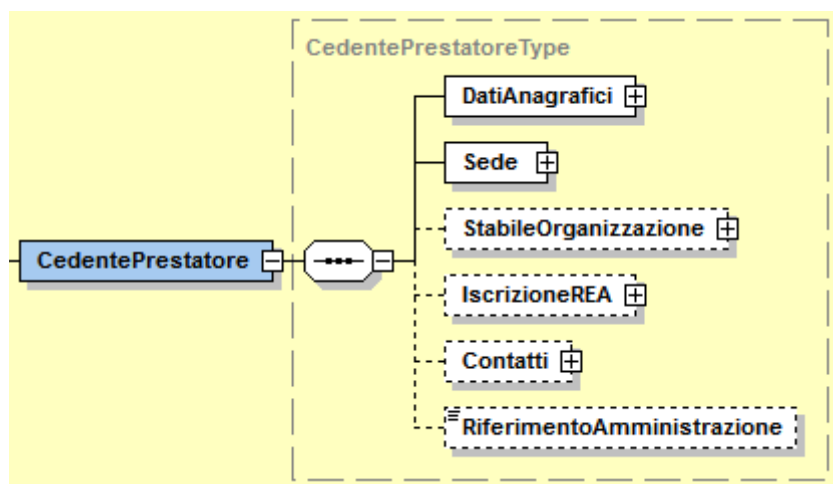 CedentePrestatoreType
DatiAnagrafici
Sede
StabileOrganizzazione
CedentePrestatore
IscrizioneREA
Contatti
RiferimentoAmministrazione